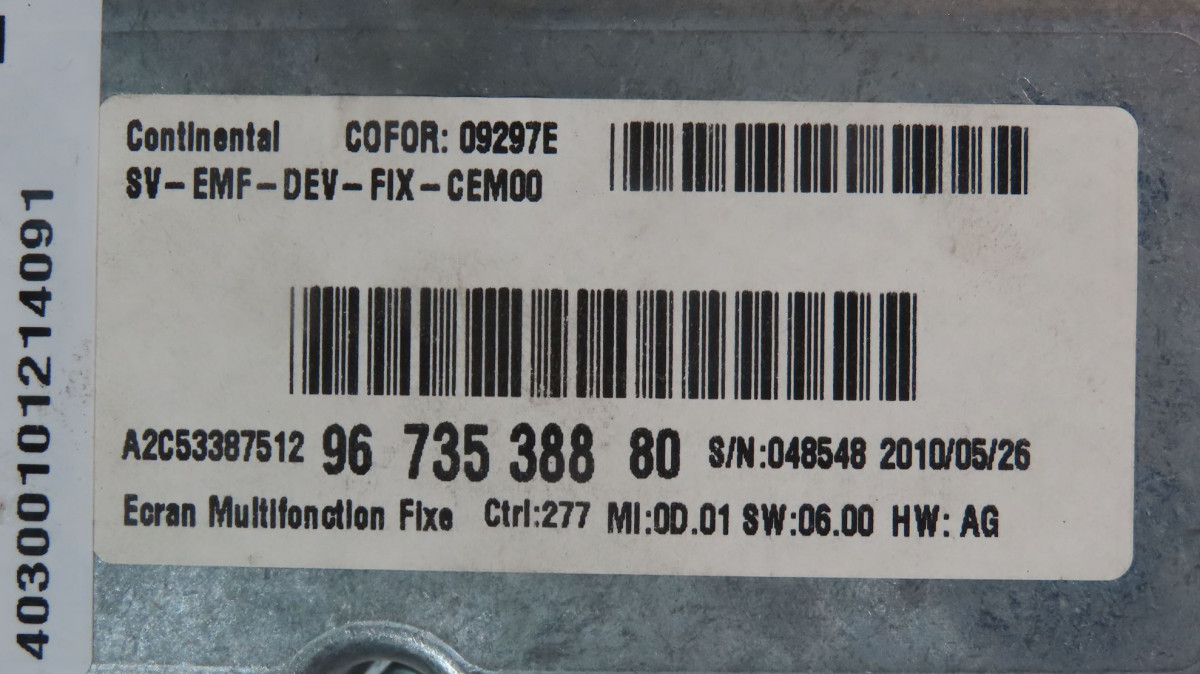 Continental COFOR: 09297E
SV-EMF-DEV-FIX-CEM00
A2C53387512 96 735 388 80 S/N:048548 2010/05/26
Ecran Multifonction Fixe Ctrl:277 MI:0D.01 SW:06.00 HW: AG
403001012114091